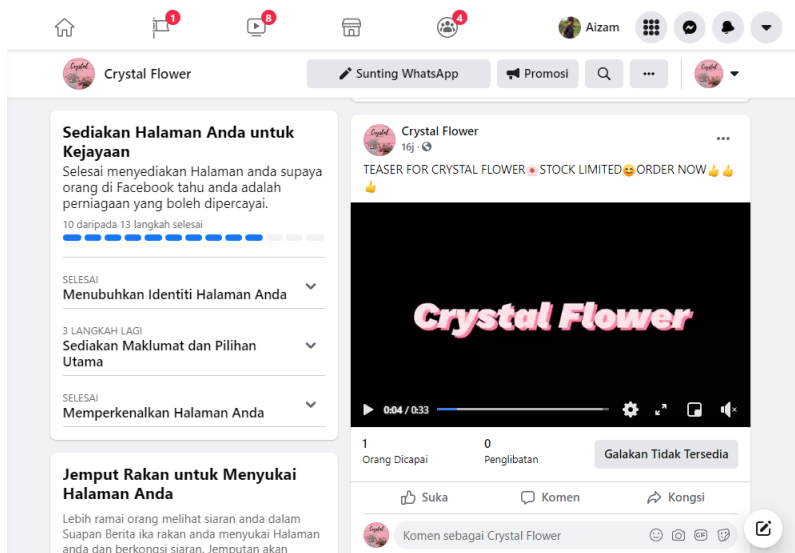 1
8
4
Aizam
Crystal Flower
Sunting WhatsApp
Promosi
Sediakan Halaman Anda untuk
Kejayaan
Selesai menyediakan Halaman anda supaya
orang di Facebook tahu anda adalah
perniagaan yang boleh dipercayai.
10 daripada 13 langkah selesai
SELESAI
Menubuhkan Identiti Halaman Anda
3 LANGKAH LAGI
Sediakan Maklumat dan Pilihan
Utama
SELESAI
Memperkenalkan Halaman Anda
Jemput Rakan untuk Menyukai
Halaman Anda
Lebih ramai orang melihat siaran anda dalam
Suapan Berita ika rakan anda menyukai Halaman
anda dan berkongsi siaran. Jemputan akan
Crystal Flower
16j
TEASER FOR CRYSTAL FLOWER🌸STOCK LIMITED😊ORDER NOW👍👍
👍
Crystal Flower
0:04 / 0:33
1
Orang Dicapai
0
Penglibatan
Galakan Tidak Tersedia
Suka
Komen
Kongsi
Komen sebagai Crystal Flower
GIF